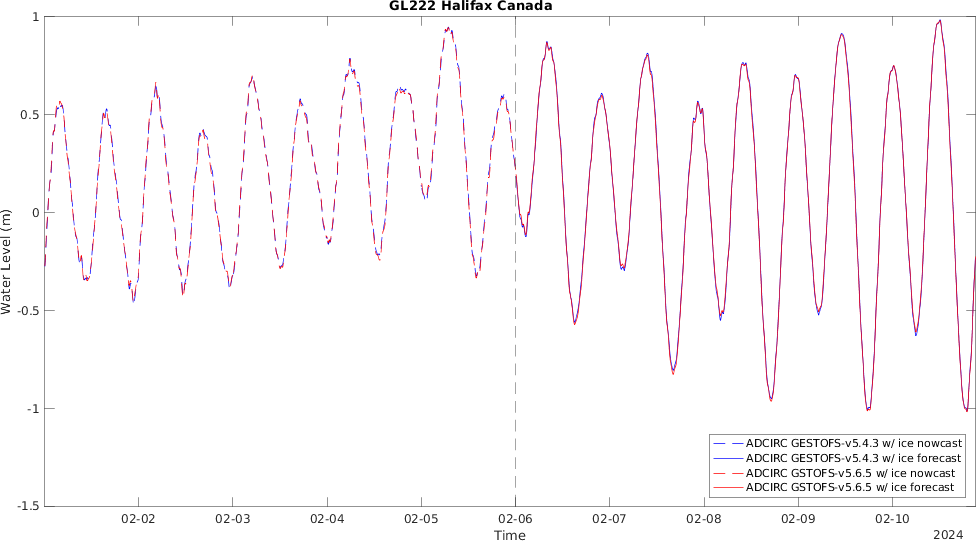 GL222 Halifax Canada
Water Level (m)
1
0.5
0
-0.5
-1
-1.5
02-02 02-03 02-04 02-05 02-06 02-07 02-08 02-09 02-10
Time
2024
ADCIRC GESTOFS-v5.4.3 w/ ice nowcast
ADCIRC GESTOFS-v5.4.3 w/ ice forecast
ADCIRC GSTOFS-v5.6.5 w/ ice nowcast
ADCIRC GSTOFS-v5.6.5 w/ ice forecast